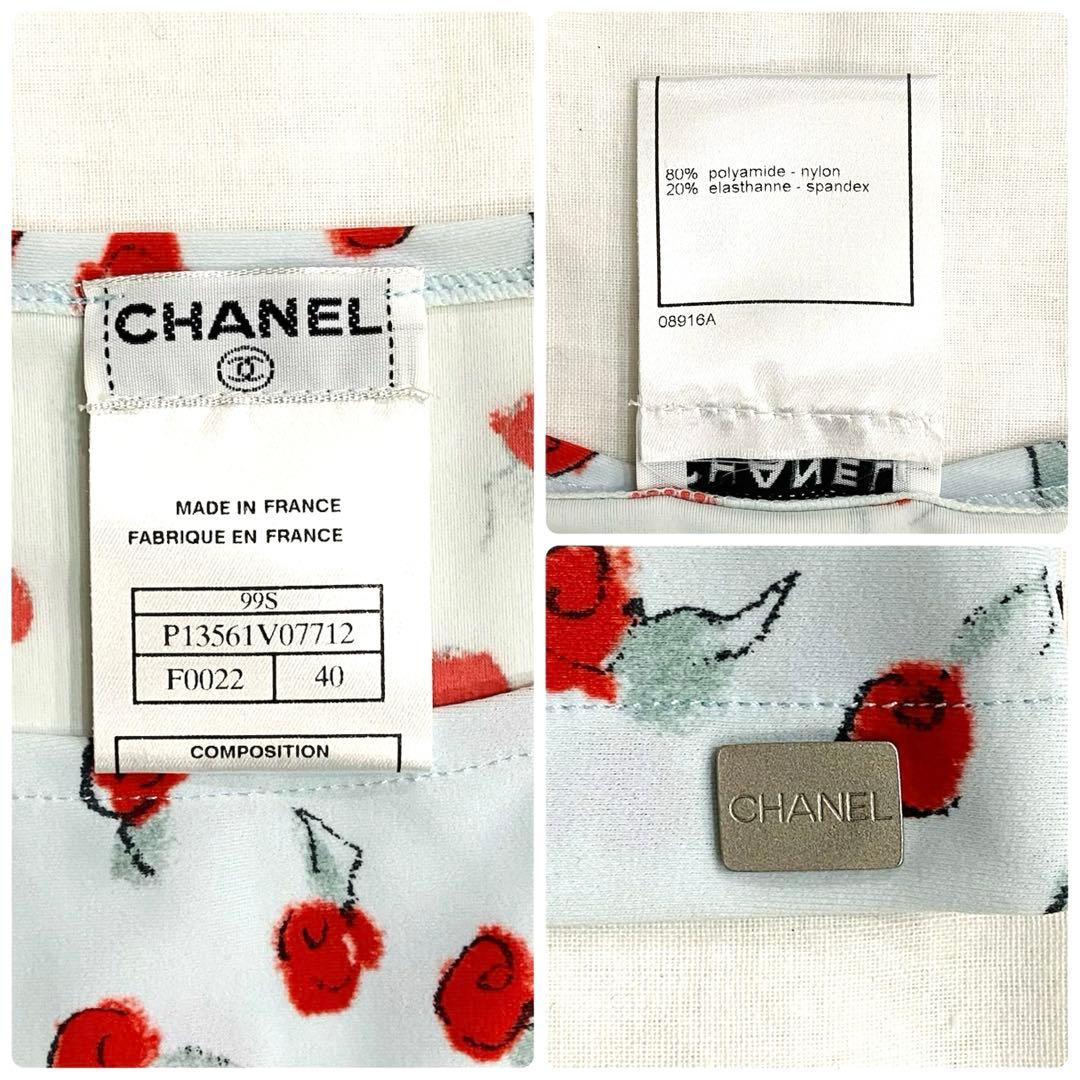 CHANEL
MADE IN FRANCE
FABRIQUE EN FRANCE
99S
P13561V07712
F0022 40
COMPOSITION
80% polyamide - nylon
20% elasthanne - spandex
08916A
CHANEL
CHANEL